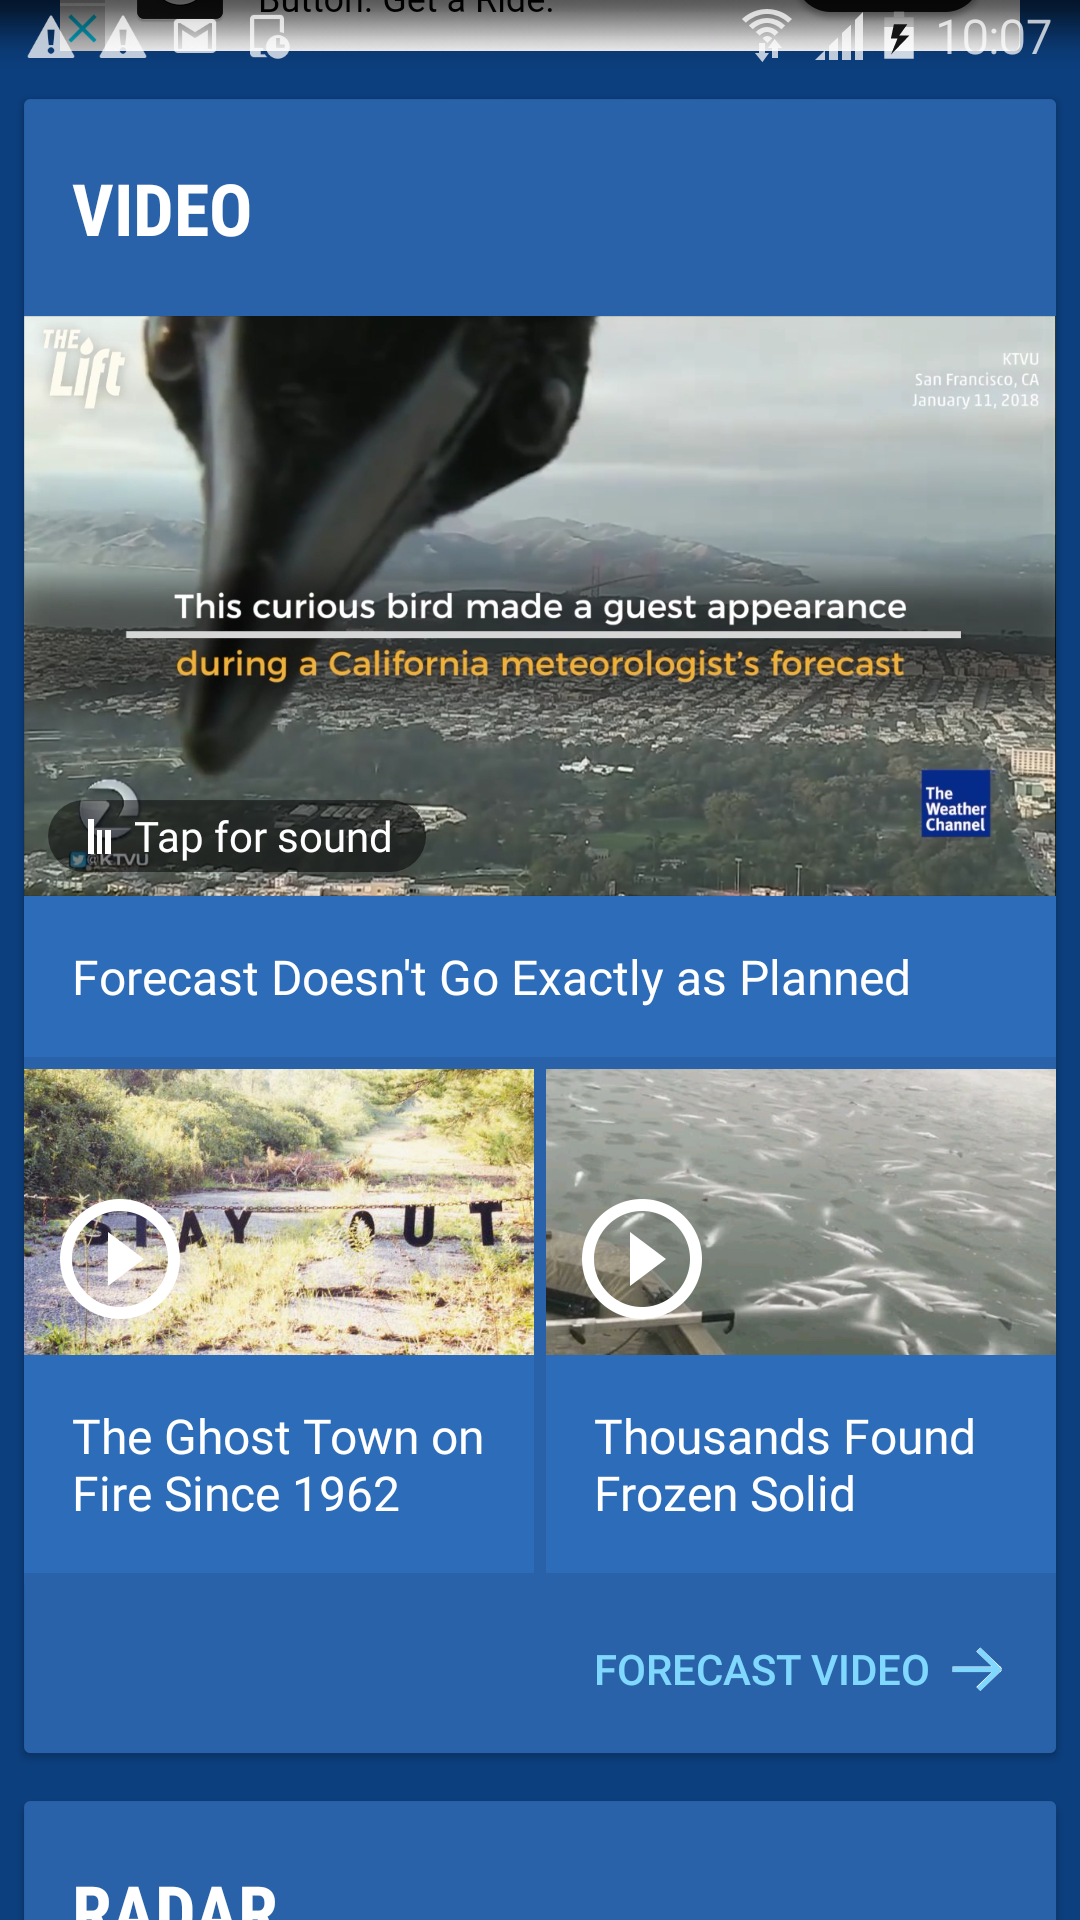 Button. Get a Ride.
10:07
VIDEO
THE
Lift
KTVU
San Francisco, CA
January 11, 2018
This curious bird made a guest appearance
during a California meteorologist's forecast
The
Weather
Channel
2
Tap for sound
@KTVU
Forecast Doesn't Go Exactly as Planned
STAY OUT
The Ghost Town on
Fire Since 1962
Thousands Found
Frozen Solid
FORECAST VIDEO
RADAR